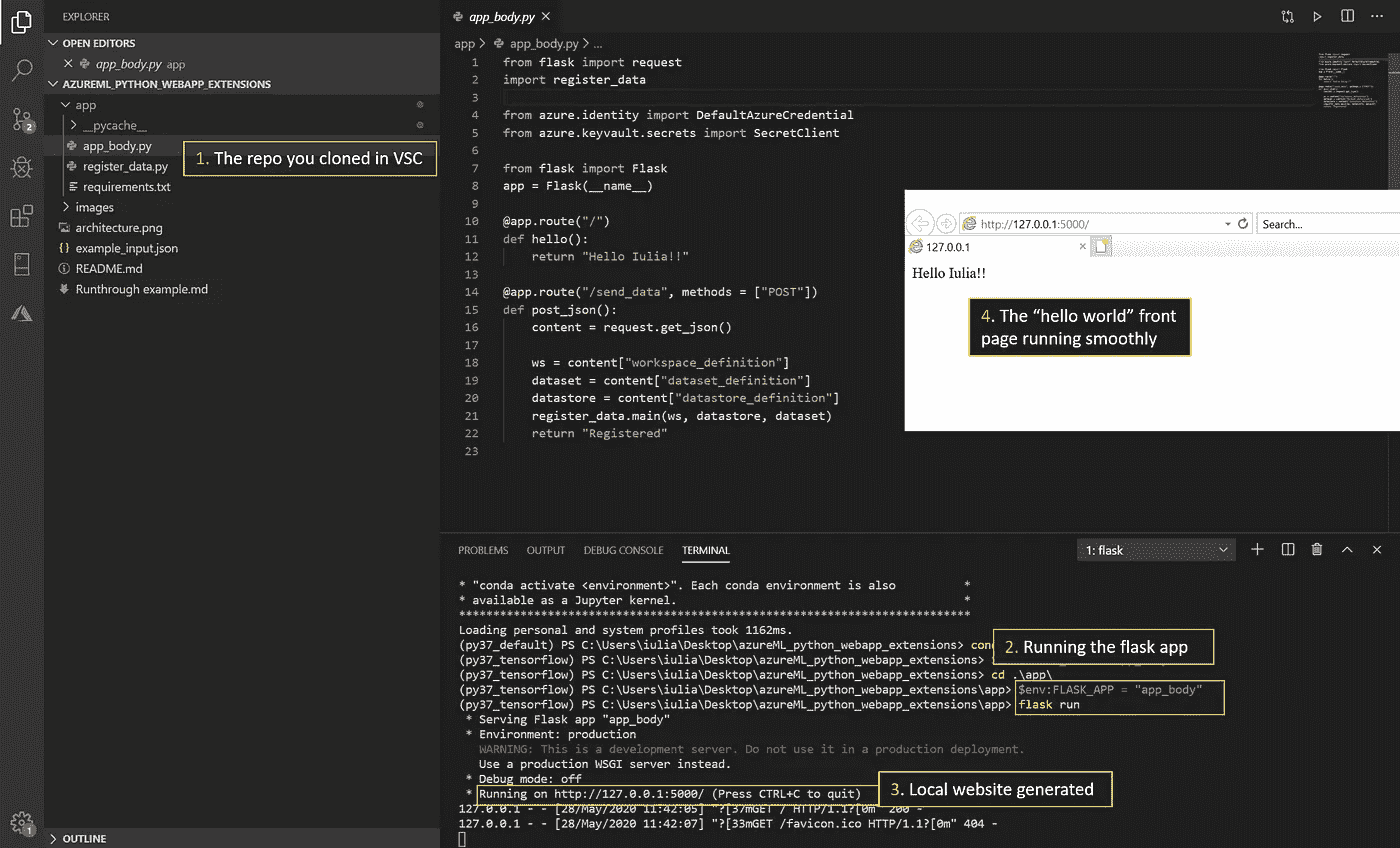 EXPLORER
OPEN EDITORS
app_body.py app
AZUREML_PYTHON_WEBAPP_EXTENSIONS
app
__pycache__
app_body.py
register_data.py
requirements.txt
images
architecture.png
example_input.json
README.md
Runthrough example.md
OUTLINE
2
1
1. The repo you cloned in VSC
app_body.py
app > app_body.py > ...
1 from flask import request
2 import register_data
3
4 from azure.identity import DefaultAzureCredential
5 from azure.keyvault.secrets import SecretClient
6
7 from flask import Flask
8 app = Flask(__name__)
9
10 @app.route("/")
11 def hello():
12 return "Hello Iulia!!"
13
14 @app.route("/send_data", methods = ["POST"])
15 def post_json():
16 content = request.get_json()
17
18 ws = content["workspace_definition"]
19 dataset = content["dataset_definition"]
20 datastore = content["datastore_definition"]
21 register_data.main(ws, datastore, dataset)
22 return "Registered"
23
http://127.0.0.1:5000/
Search...
127.0.0.1
Hello Iulia!!
4. The “hello world” front
page running smoothly
PROBLEMS OUTPUT DEBUG CONSOLE TERMINAL
1: flask
* "conda activate <environment>". Each conda environment is also *
* available as a Jupyter kernel. *
****************************************************************************
Loading personal and system profiles took 1162ms.
(py37_default) PS C:\Users\iulia\Desktop\azureML_python_webapp_extensions>
(py37_tensorflow) PS C:\Users\iulia\Desktop\azureML_python_webapp_extensions>
(py37_tensorflow) PS C:\Users\iulia\Desktop\azureML_python_webapp_extensions> cd .\app\
(py37_tensorflow) PS C:\Users\iulia\Desktop\azureML_python_webapp_extensions\app> $env:FLASK_APP = "app_body"
(py37_tensorflow) PS C:\Users\iulia\Desktop\azureML_python_webapp_extensions\app> flask run
2. Running the flask app
* Serving Flask app "app_body"
* Environment: production
WARNING: This is a development server. Do not use it in a production deployment.
Use a production WSGI server instead.
* Debug mode: off
* Running on http://127.0.0.1:5000/ (Press CTRL+C to quit)
3. Local website generated
127.0.0.1 - - [28/May/2020 11:42:05] "?[37mGET / HTTP/1.1?[0m" 200 -
127.0.0.1 - - [28/May/2020 11:42:07] "?[33mGET /favicon.ico HTTP/1.1?[0m" 404 -